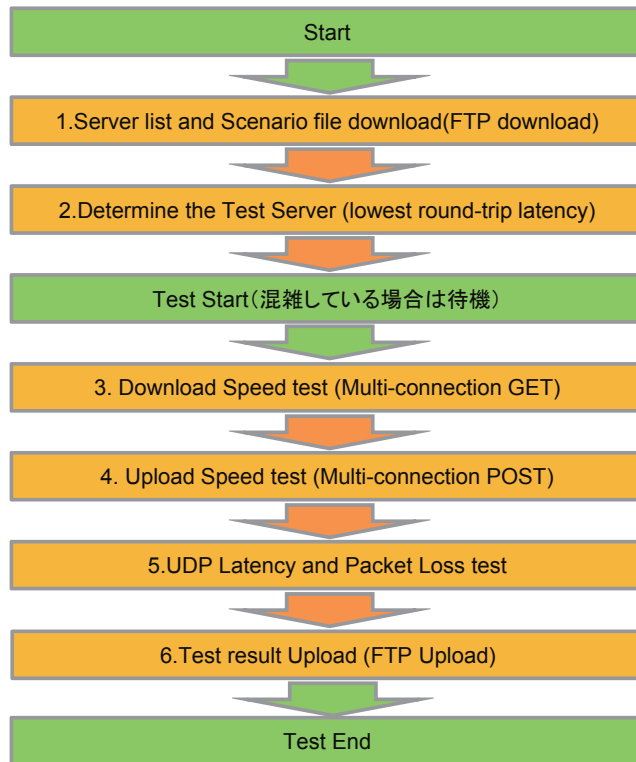 Start
1.Server list and Scenario file download(FTP download)
2.Determine the Test Server (lowest round-trip latency)
Test Start（混雑している場合は待機）
3. Download Speed test (Multi-connection GET)
4. Upload Speed test (Multi-connection POST)
5.UDP Latency and Packet Loss test
6.Test result Upload (FTP Upload)
Test End